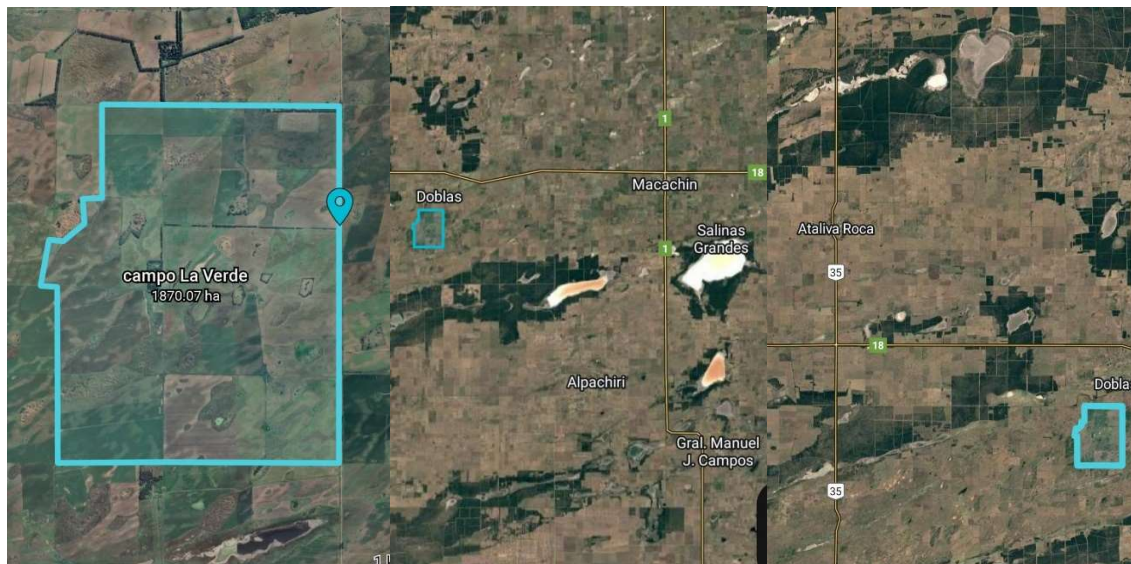 campo La Verde
1870.07 ha
1
18
Doblas
Macachin
Salinas
Grandes
1
Alpachiri
Gral. Manuel
J. Campos
Ataliva Roca
35
18
Dobla
35